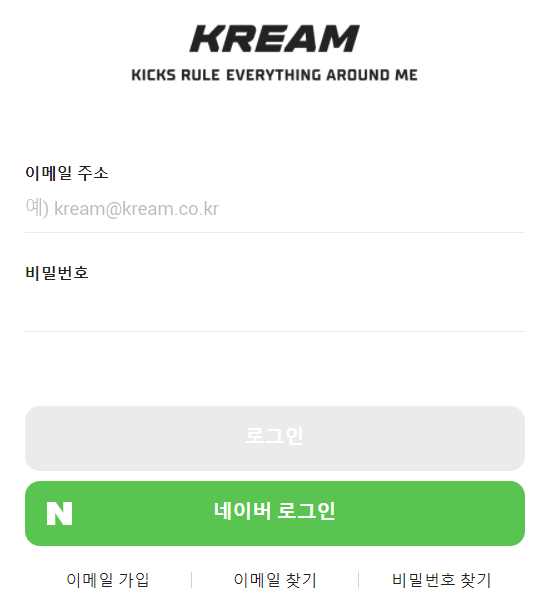 KREAM
KICKS RULE EVERYTHING AROUND ME
이메일 주소
예) kream@kream.co.kr
비밀번호
로그인
N 네이버 로그인
이메일 가입 | 이메일 찾기 | 비밀번호 찾기